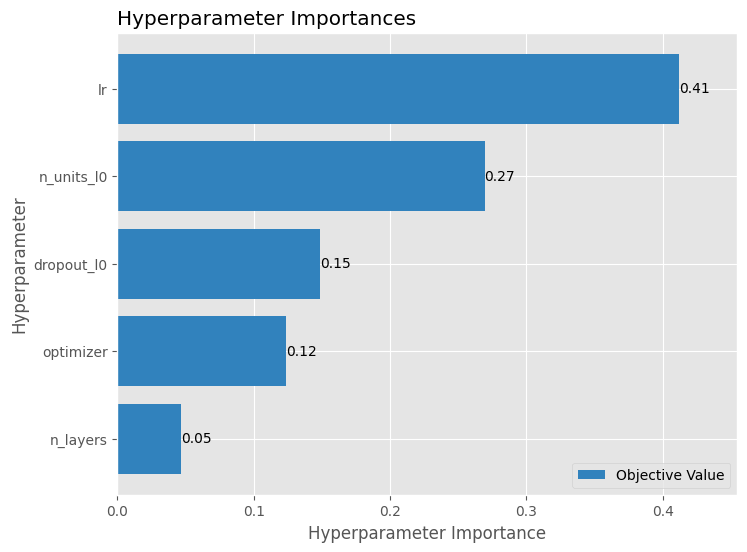 Hyperparameter Importances
lr
0.41
n_units_l0
0.27
dropout_l0
0.15
optimizer
0.12
n_layers
0.05
Hyperparameter
Objective Value
0.0 0.1 0.2 0.3 0.4
Hyperparameter Importance